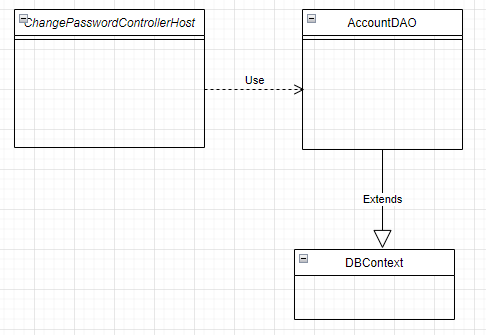 ChangePasswordControllerHost
AccountDAO
Use
Extends
DBContext